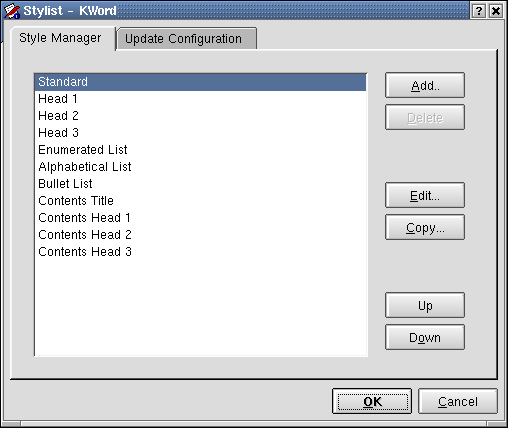 Stylist - KWord
Style Manager
Update Configuration
Standard
Head 1
Head 2
Head 3
Enumerated List
Alphabetical List
Bullet List
Contents Title
Contents Head 1
Contents Head 2
Contents Head 3
Add..
Delete
Edit...
Copy...
Up
Down
OK
Cancel